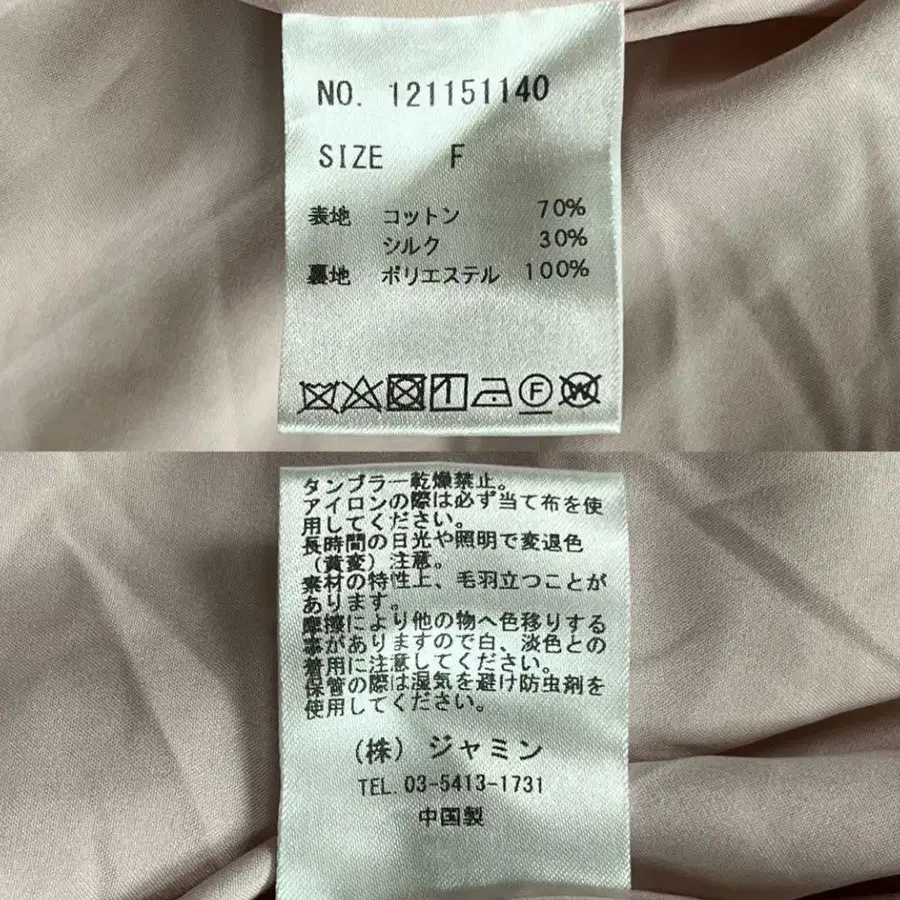 NO. 121151140
SIZE F
表地 コットン 70%
シルク 30%
裏地 ポリエステル 100%
F W
タンブラー乾燥禁止。
アイロンの際は必ず当て布を使
用してください。
長時間の日光や照明で変退色
（黄変）注意。
素材の特性上、毛羽立つことが
あります。
摩擦により他の物へ色移りする
事がありますので白、淡色との
着用に注意してください。
保管の際は湿気を避け防虫剤を
使用してください。
（株）ジャミン
TEL. 03-5413-1731
中国製